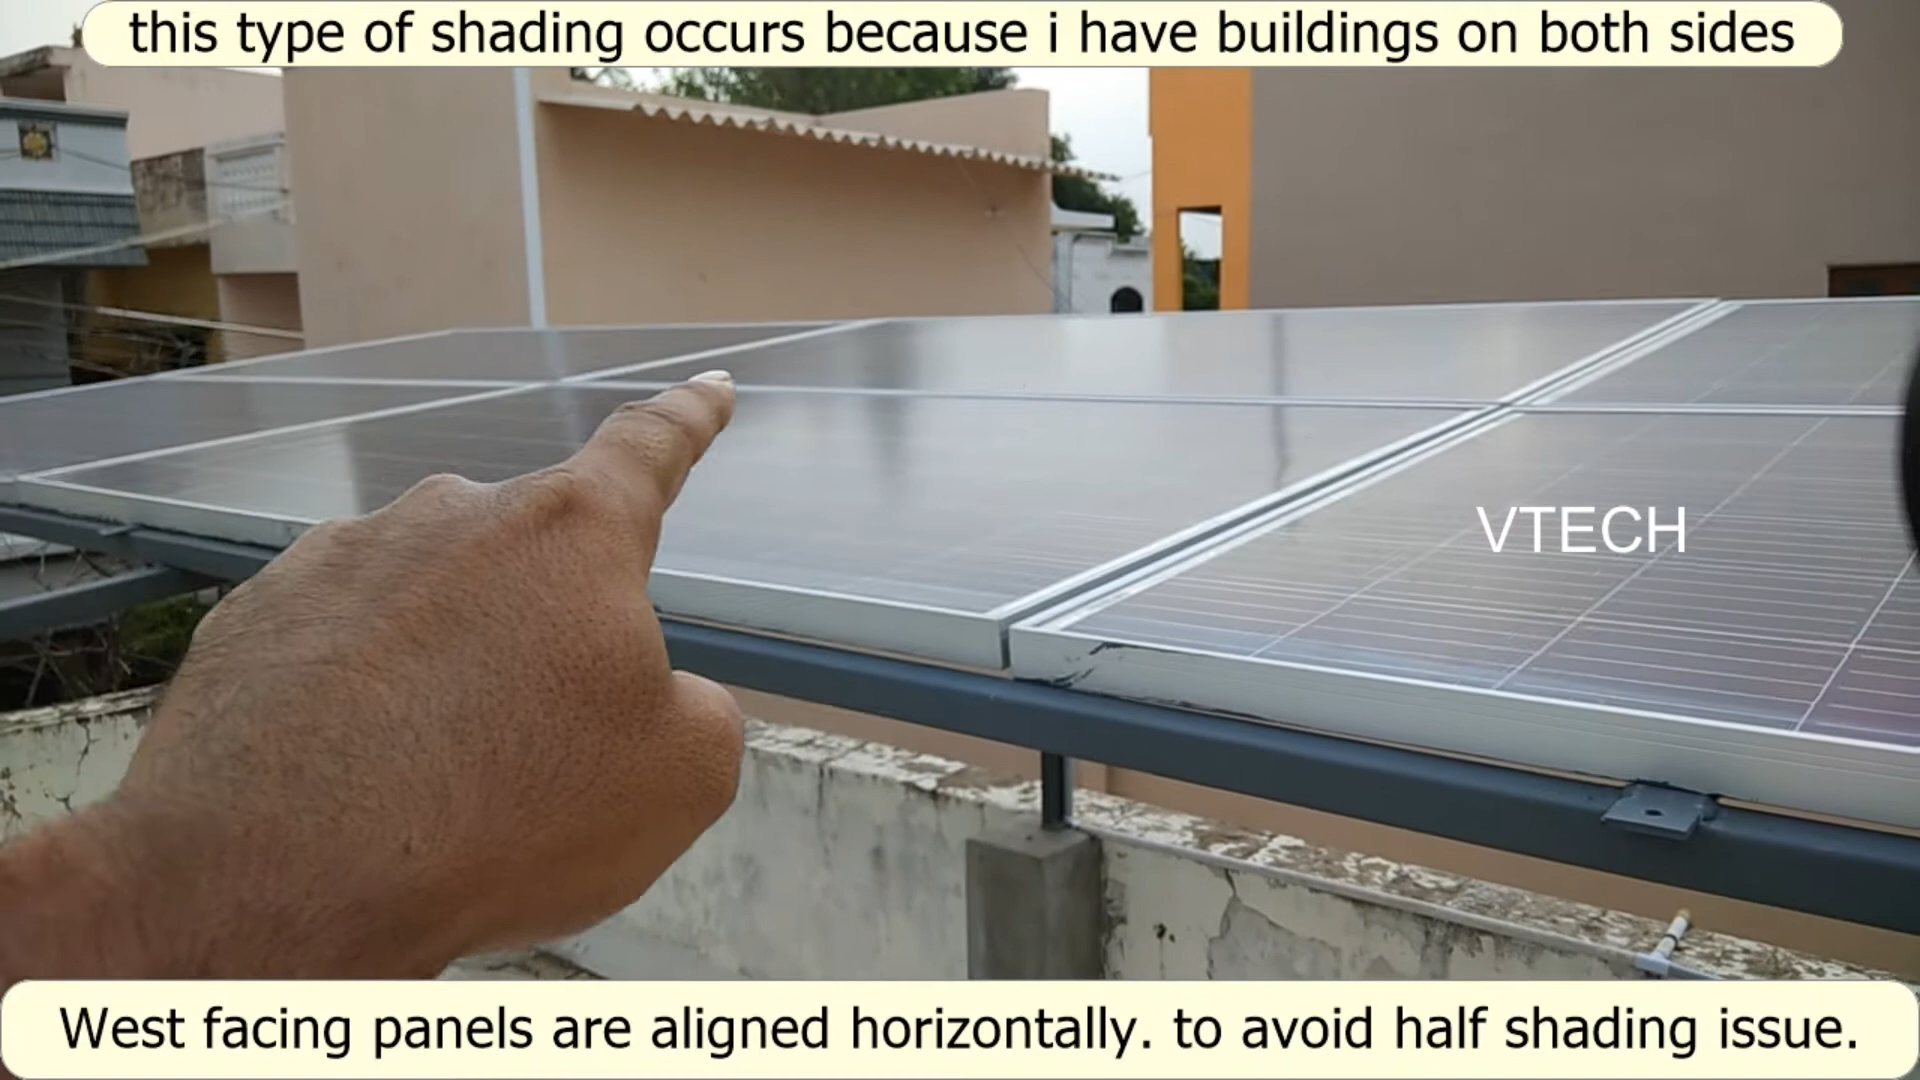 this type of shading occurs because i have buildings on both sides
VTECH
West facing panels are aligned horizontally. to avoid half shading issue.